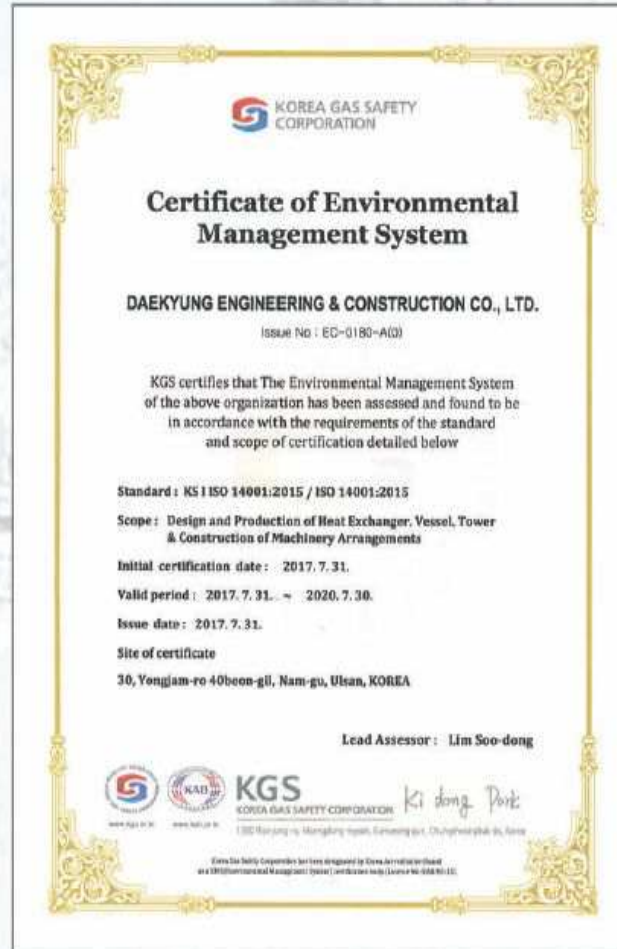 KOREA GAS SAFETY
CORPORATION
Certificate of Environmental
Management System
DAEKYUNG ENGINEERING & CONSTRUCTION CO., LTD.
Issue No : EC-0180-A(0)
KGS certifies that The Environmental Management System
of the above organization has been assessed and found to be
in accordance with the requirements of the standard
and scope of certification detailed below
Standard : KS I ISO 14001:2015 / ISO 14001:2015
Scope : Design and Production of Heat Exchanger, Vessel, Tower
& Construction of Machinery Arrangements
Initial certification date : 2017. 7. 31.
Valid period : 2017. 7. 31. ~ 2020. 7. 30.
Issue date : 2017. 7. 31.
Site of certificate
30, Yongjam-ro 40beon-gil, Nam-gu, Ulsan, KOREA
Lead Assessor : Lim Soo-dong
KAB
KGS
KOREA GAS SAFETY CORPORATION
Ki dong Park